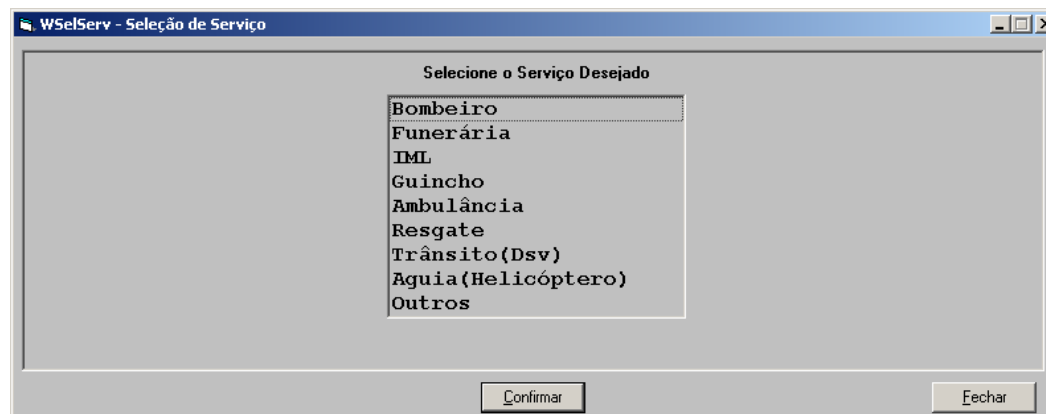 WSelServ - Seleção de Serviço
Selecione o Serviço Desejado
Bombeiro
Funerária
IML
Guincho
Ambulância
Resgate
Trânsito(Dsv)
Aguia(Helicóptero)
Outros
Confirmar
Fechar